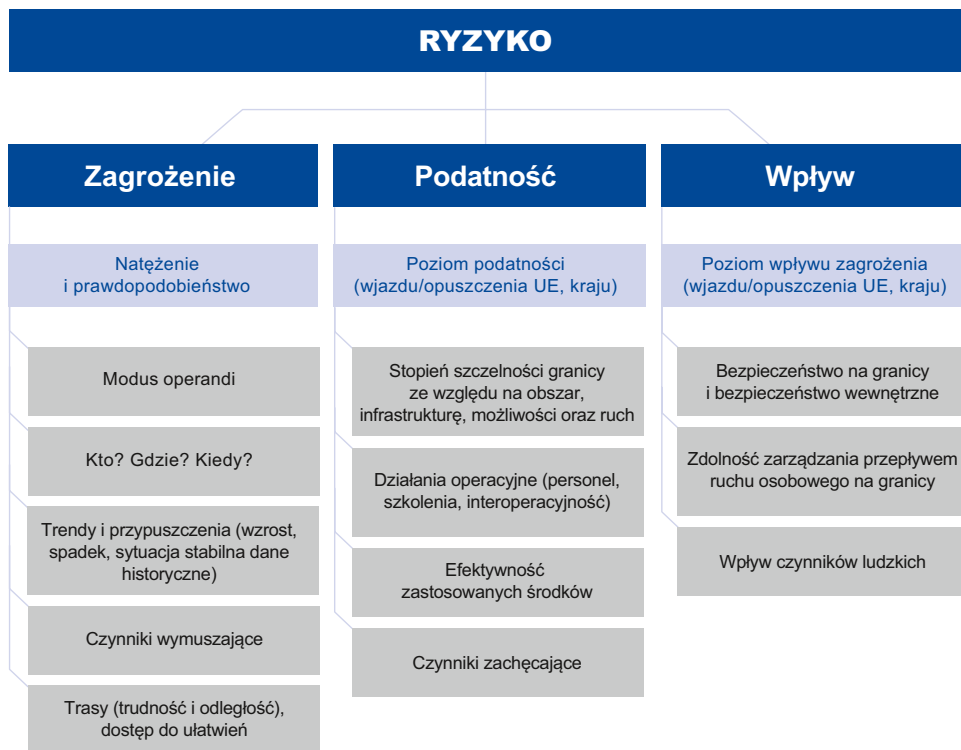 RYZYKO
Zagrożenie
Natężenie
i prawdopodobieństwo
Modus operandi
Kto? Gdzie? Kiedy?
Trendy i przypuszczenia (wzrost,
spadek, sytuacja stabilna dane
historyczne)
Czynniki wymuszające
Trasy (trudność i odległość),
dostęp do ułatwień
Podatność
Poziom podatności
(wjazdu/opuszczenia UE, kraju)
Stopień szczelności granicy
ze względu na obszar,
infrastrukturę, możliwości oraz ruch
Działania operacyjne (personel,
szkolenia, interoperacyjność)
Efektywność
zastosowanych środków
Czynniki zachęcające
Wpływ
Poziom wpływu zagrożenia
(wjazdu/opuszczenia UE, kraju)
Bezpieczeństwo na granicy
i bezpieczeństwo wewnętrzne
Zdolność zarządzania przepływem
ruchu osobowego na granicy
Wpływ czynników ludzkich